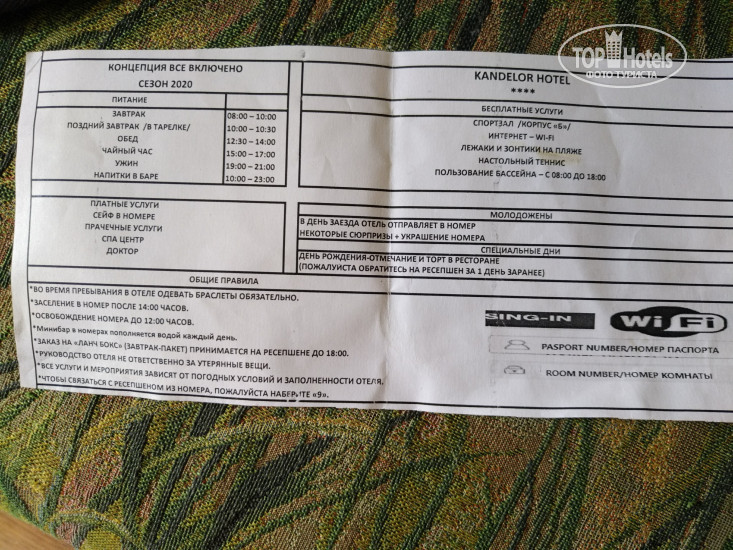 TOP Hotels
ФОТО ТУРИСТА
КОНЦЕПЦИЯ ВСЕ ВКЛЮЧЕНО
СЕЗОН 2020
ПИТАНИЕ
ЗАВТРАК 08:00 – 10:00
ПОЗДНИЙ ЗАВТРАК /В ТАРЕЛКЕ/ 10:00 – 10:30
ОБЕД 12:30 – 14:00
ЧАЙНЫЙ ЧАС 15:00 – 17:00
УЖИН 19:00 – 21:00
НАПИТКИ В БАРЕ 10:00 – 23:00
KANDELOR HOTEL
****
БЕСПЛАТНЫЕ УСЛУГИ
СПОРТЗАЛ /КОРПУС «Б»/
ИНТЕРНЕТ – WI-FI
ЛЕЖАКИ И ЗОНТИКИ НА ПЛЯЖЕ
НАСТОЛЬНЫЙ ТЕННИС
ПОЛЬЗОВАНИЕ БАССЕЙНА – С 08:00 ДО 18:00
ПЛАТНЫЕ УСЛУГИ
СЕЙФ В НОМЕРЕ
ПРАЧЕЧНЫЕ УСЛУГИ
СПА ЦЕНТР
ДОКТОР
МОЛОДОЖЕНЫ
В ДЕНЬ ЗАЕЗДА ОТЕЛЬ ОТПРАВЛЯЕТ В НОМЕР
НЕКОТОРЫЕ СЮРПРИЗЫ + УКРАШЕНИЕ НОМЕРА
СПЕЦИАЛЬНЫЕ ДНИ
ДЕНЬ РОЖДЕНИЯ-ОТМЕЧАНИЕ И ТОРТ В РЕСТОРАНЕ
(ПОЖАЛУЙСТА ОБРАТИТЕСЬ НА РЕСЕПШЕН ЗА 1 ДЕНЬ ЗАРАНЕЕ)
ОБЩИЕ ПРАВИЛА
*ВО ВРЕМЯ ПРЕБЫВАНИЯ В ОТЕЛЕ ОДЕВАТЬ БРАСЛЕТЫ ОБЯЗАТЕЛЬНО.
*ЗАСЕЛЕНИЕ В НОМЕР ПОСЛЕ 14:00 ЧАСОВ.
*ОСВОБОЖДЕНИЕ НОМЕРА ДО 12:00 ЧАСОВ.
*Минибар в номерах пополняется водой каждый день.
*ЗАКАЗ НА «ЛАНЧ БОКС» (ЗАВТРАК-ПАКЕТ) ПРИНИМАЕТСЯ НА РЕСЕПШЕНЕ ДО 18:00.
*РУКОВОДСТВО ОТЕЛЯ НЕ ОТВЕТСТВЕННО ЗА УТЕРЯННЫЕ ВЕЩИ.
*ВСЕ УСЛУГИ И МЕРОПРИЯТИЯ ЗАВИСЯТ ОТ ПОГОДНЫХ УСЛОВИЙ И ЗАПОЛНЕННОСТИ ОТЕЛЯ.
*ЧТОБЫ СВЯЗАТЬСЯ С РЕСЕПШЕНОМ ИЗ НОМЕРА, ПОЖАЛУЙСТА НАБЕРИТЕ «9».
SING-IN
Wi Fi
PASPORT NUMBER/НОМЕР ПАСПОРТА
ROOM NUMBER/НОМЕР КОМНАТЫ